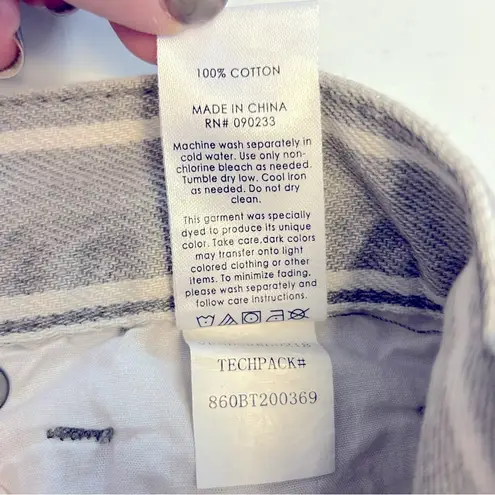 100% COTTON
MADE IN CHINA
RN# 090233
Machine wash separately in
cold water. Use only non-
chlorine bleach as needed.
Tumble dry low. Cool iron
as needed. Do not dry
clean.
This garment was specially
dyed to produce its unique
color. Take care,dark colors
may transfer onto light
colored clothing or other
items. To minimize fading,
please wash separately and
follow care instructions.
TECHPACK#
860BT200369